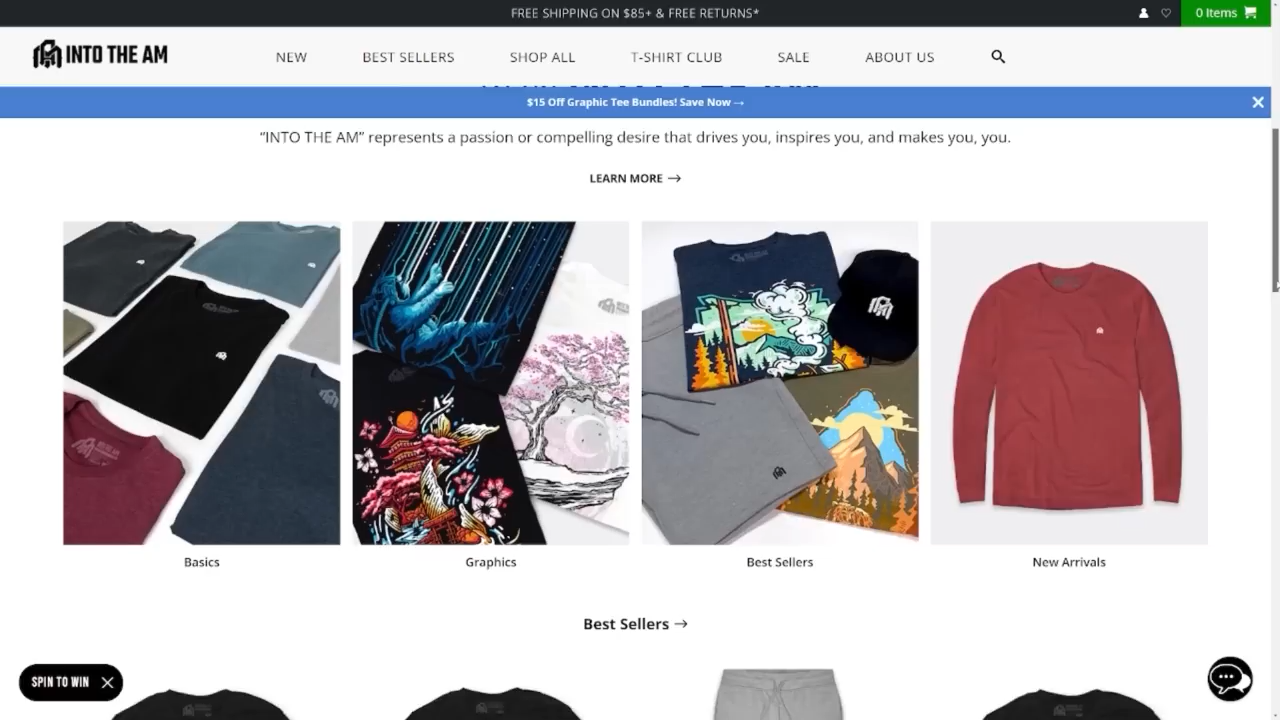 FREE SHIPPING ON $85+ & FREE RETURNS*
0 Items
INTO THE AM
NEW
BEST SELLERS
SHOP ALL
T-SHIRT CLUB
SALE
ABOUT US
$15 Off Graphic Tee Bundles! Save Now →
“INTO THE AM” represents a passion or compelling desire that drives you, inspires you, and makes you, you.
LEARN MORE →
Basics
Graphics
Best Sellers
New Arrivals
Best Sellers →
SPIN TO WIN